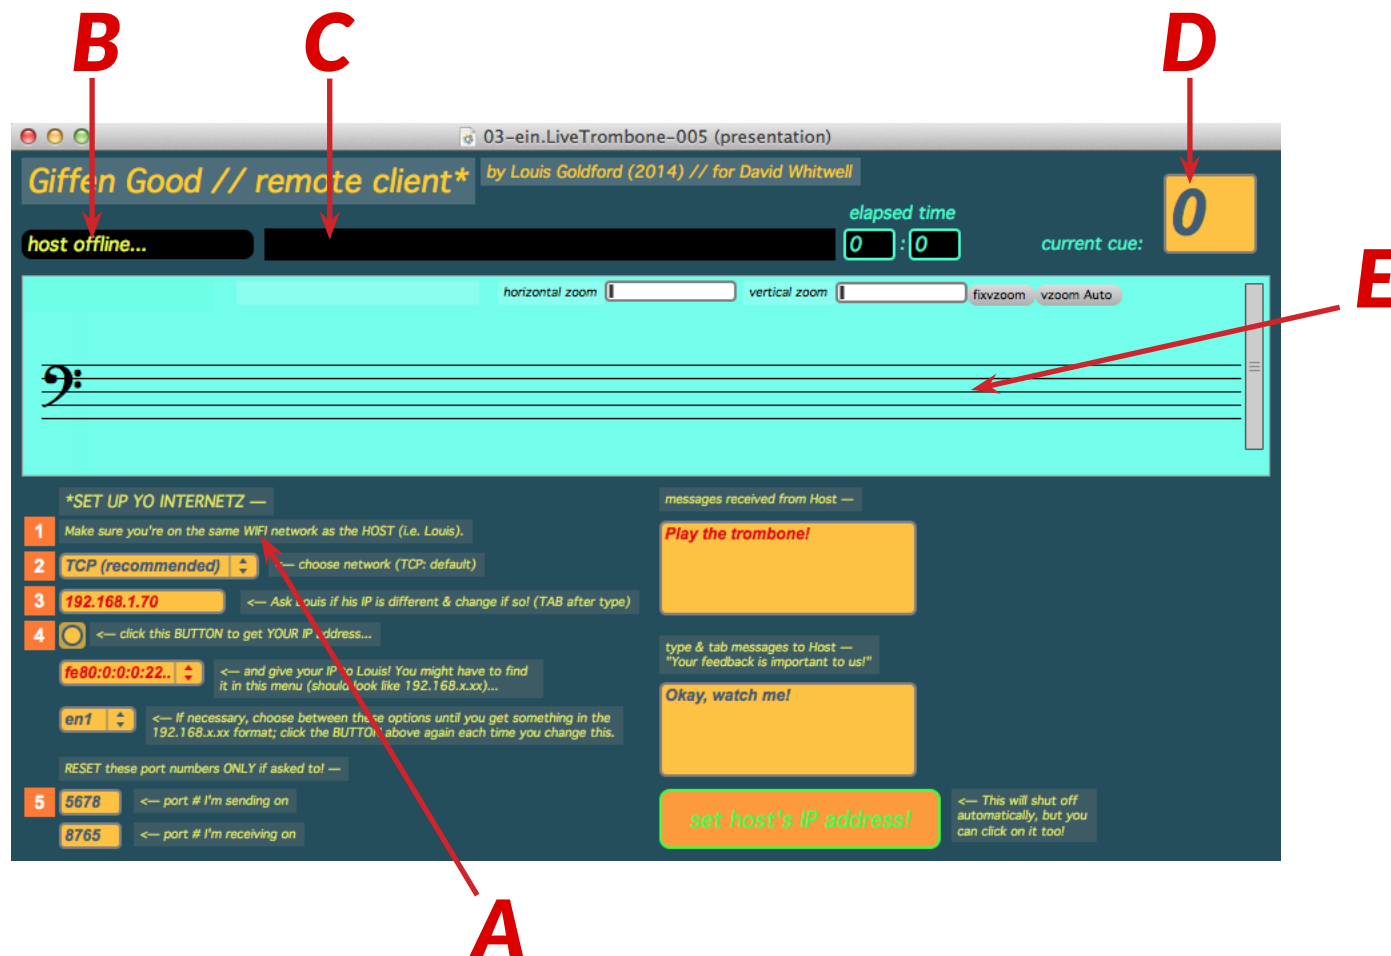 B
C
D
03-ein.LiveTrombone-005 (presentation)
Giffen Good // remote client*
by Louis Goldford (2014) // for David Whitwell
0
elapsed time
host offline...
0 : 0
current cue:
E
horizontal zoom
vertical zoom
fixvzoom
vzoom Auto
*SET UP YO INTERNETZ —
1
Make sure you're on the same WIFI network as the HOST (i.e. Louis).
2
TCP (recommended)
<— choose network (TCP: default)
3
192.168.1.70
<— Ask Louis if his IP is different & change if so! (TAB after type)
4
<— click this BUTTON to get YOUR IP address...
fe80:0:0:0:22..
<— and give your IP to Louis! You might have to find
it in this menu (should look like 192.168.x.xx)...
en1
<— If necessary, choose between these options until you get something in the
192.168.x.xx format; click the BUTTON above again each time you change this.
RESET these port numbers ONLY if asked to! —
5
5678
<— port # I'm sending on
8765
<— port # I'm receiving on
messages received from Host —
Play the trombone!
type & tab messages to Host —
"Your feedback is important to us!"
Okay, watch me!
set host's IP address!
<— This will shut off
automatically, but you
can click on it too!
A